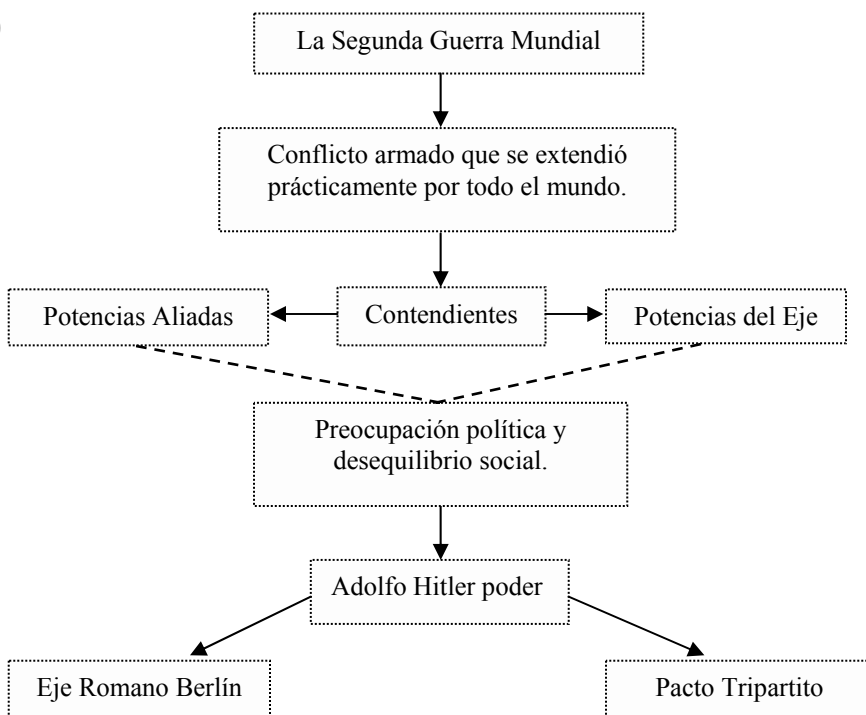 La Segunda Guerra Mundial
Conflicto armado que se extendió
prácticamente por todo el mundo.
Potencias Aliadas
Contendientes
Potencias del Eje
Preocupación política y
desequilibrio social.
Adolfo Hitler poder
Eje Romano Berlín
Pacto Tripartito